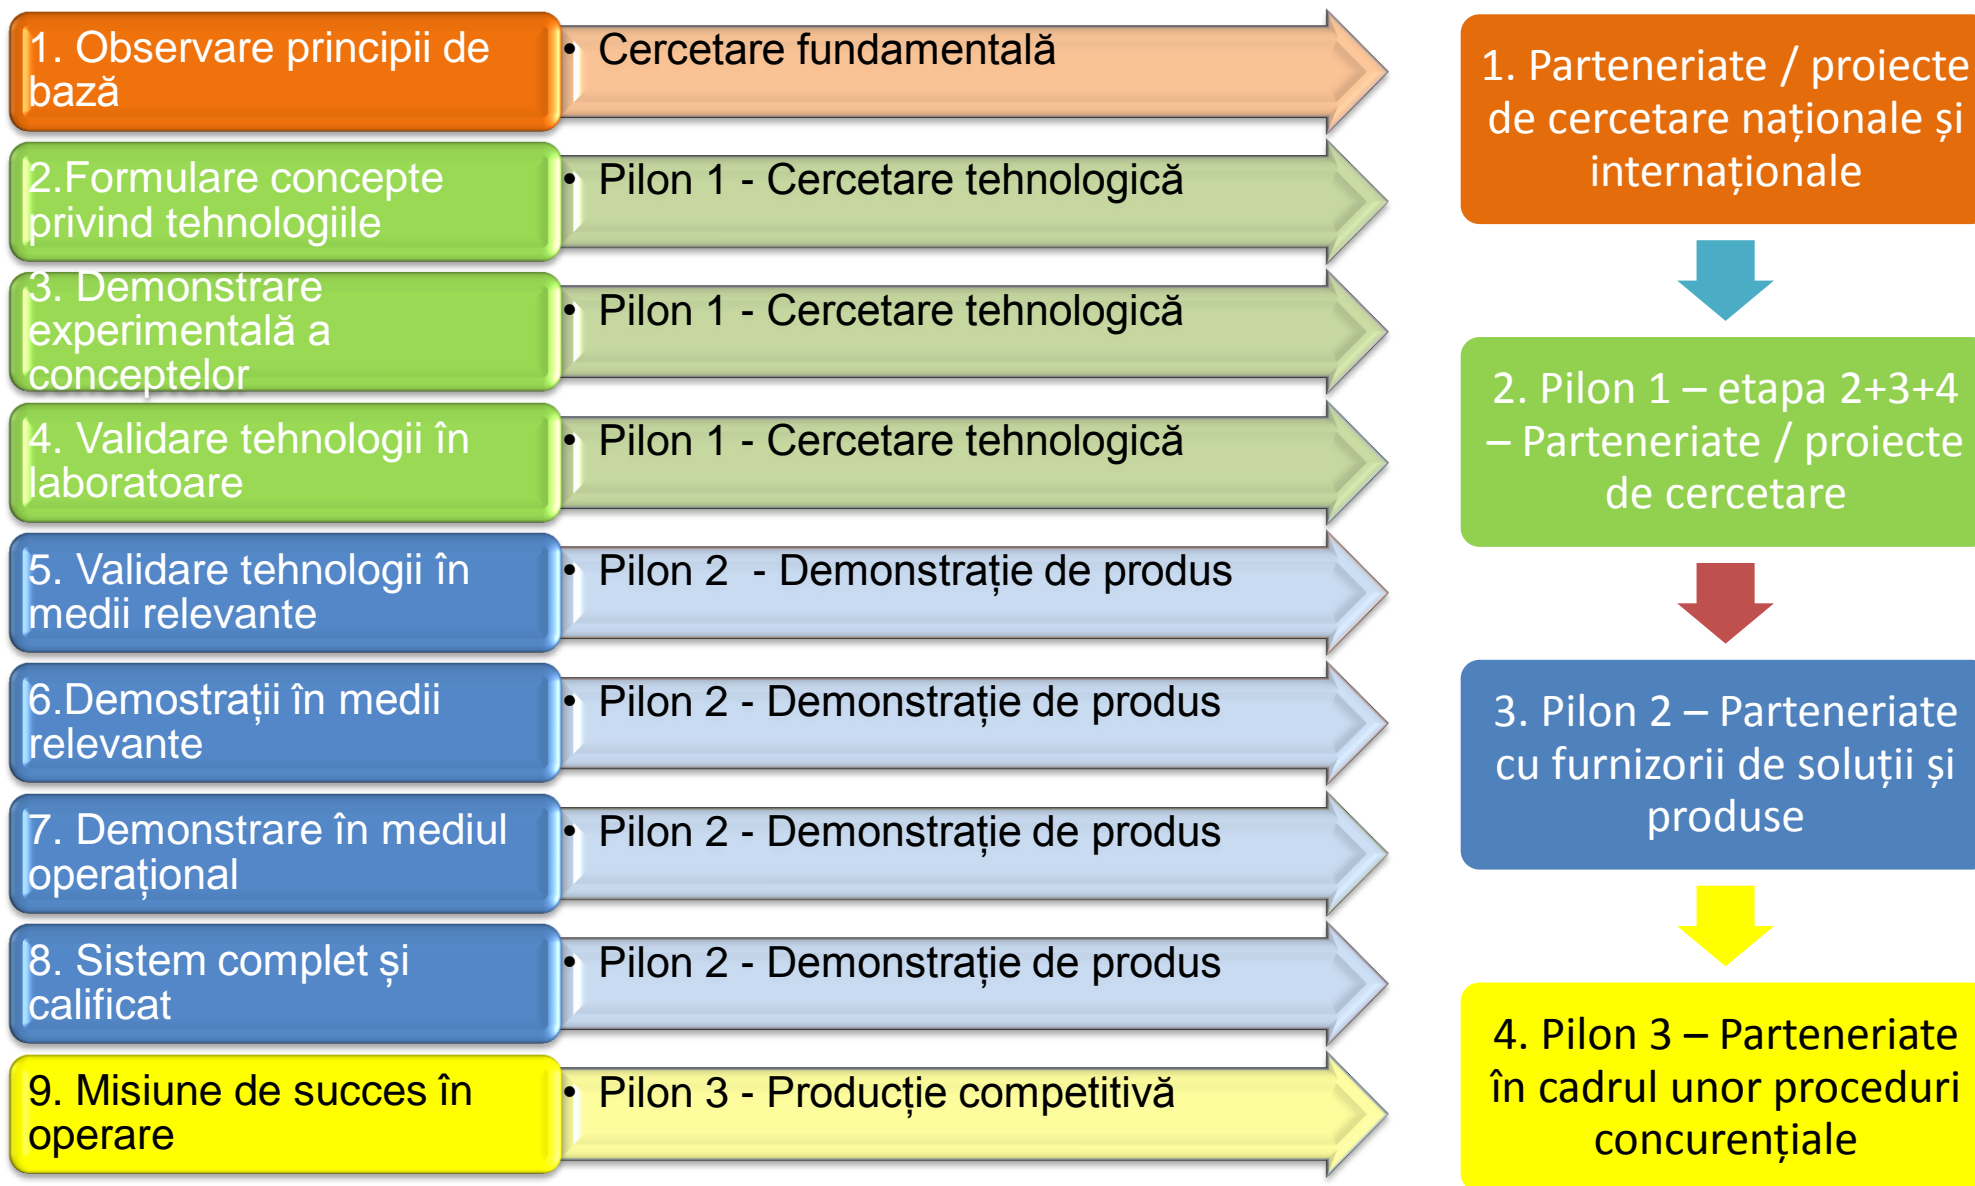 1. Observare principii de
bază
• Cercetare fundamentală
2.Formulare concepte
privind tehnologiile
• Pilon 1 - Cercetare tehnologică
3. Demonstrare
experimentală a
conceptelor
• Pilon 1 - Cercetare tehnologică
4. Validare tehnologii în
laboratoare
• Pilon 1 - Cercetare tehnologică
5. Validare tehnologii în
medii relevante
• Pilon 2  - Demonstrație de produs
6.Demostrații în medii
relevante
• Pilon 2 - Demonstrație de produs
7. Demonstrare în mediul
operațional
• Pilon 2 - Demonstrație de produs
8. Sistem complet și
calificat
• Pilon 2 - Demonstrație de produs
9. Misiune de succes în
operare
• Pilon 3 - Producție competitivă
1. Parteneriate / proiecte
de cercetare naționale și
internaționale
2. Pilon 1 – etapa 2+3+4
– Parteneriate / proiecte
de cercetare
3. Pilon 2 – Parteneriate
cu furnizorii de soluții și
produse
4. Pilon 3 – Parteneriate
în cadrul unor proceduri
concurențiale